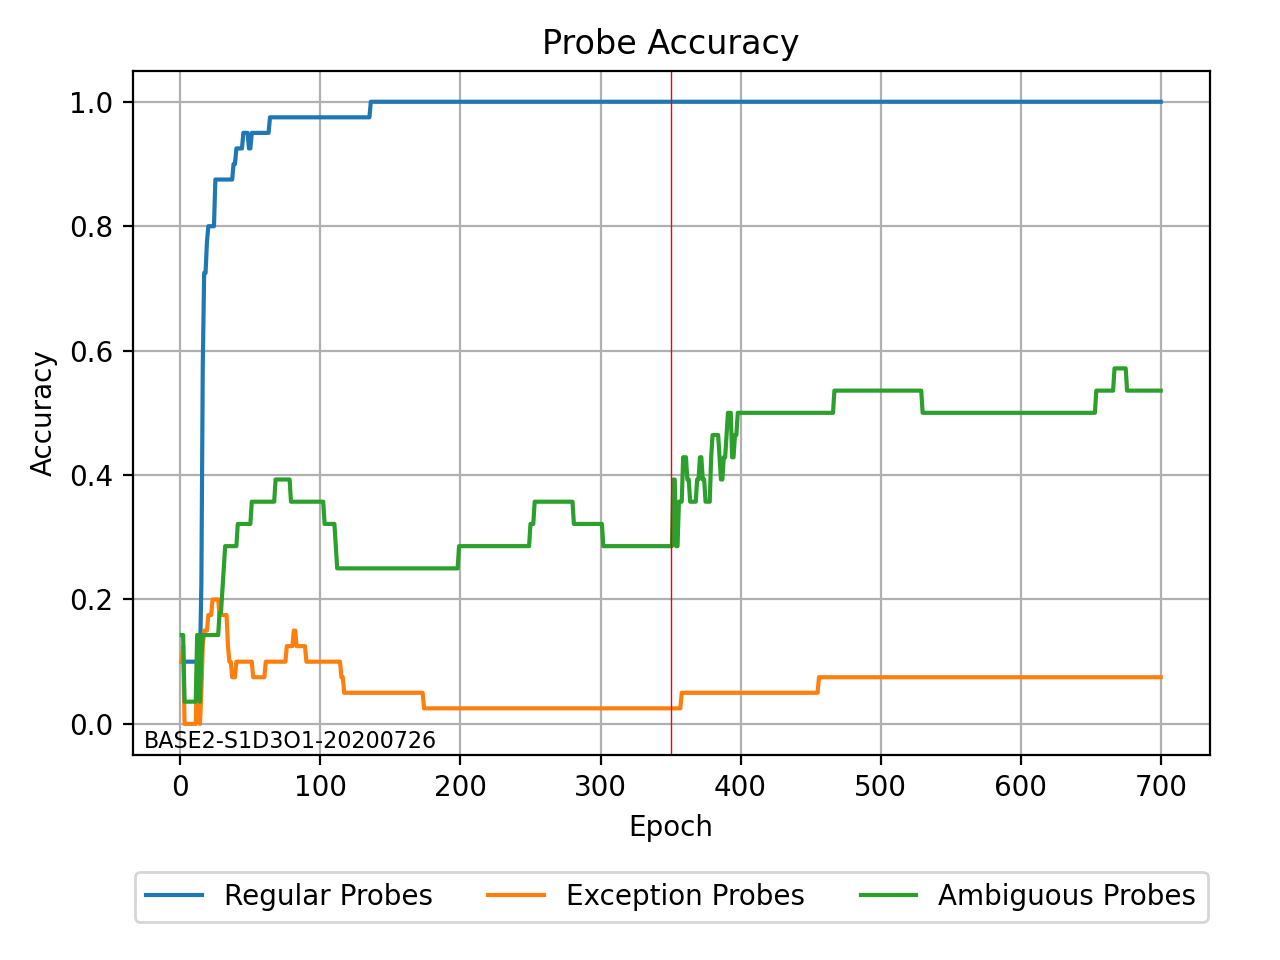 Probe Accuracy
1.0
0.8
0.6
0.4
0.2
0.0
Accuracy
BASE2-S1D3O1-20200726
0 100 200 300 400 500 600 700
Epoch
Regular Probes Exception Probes Ambiguous Probes